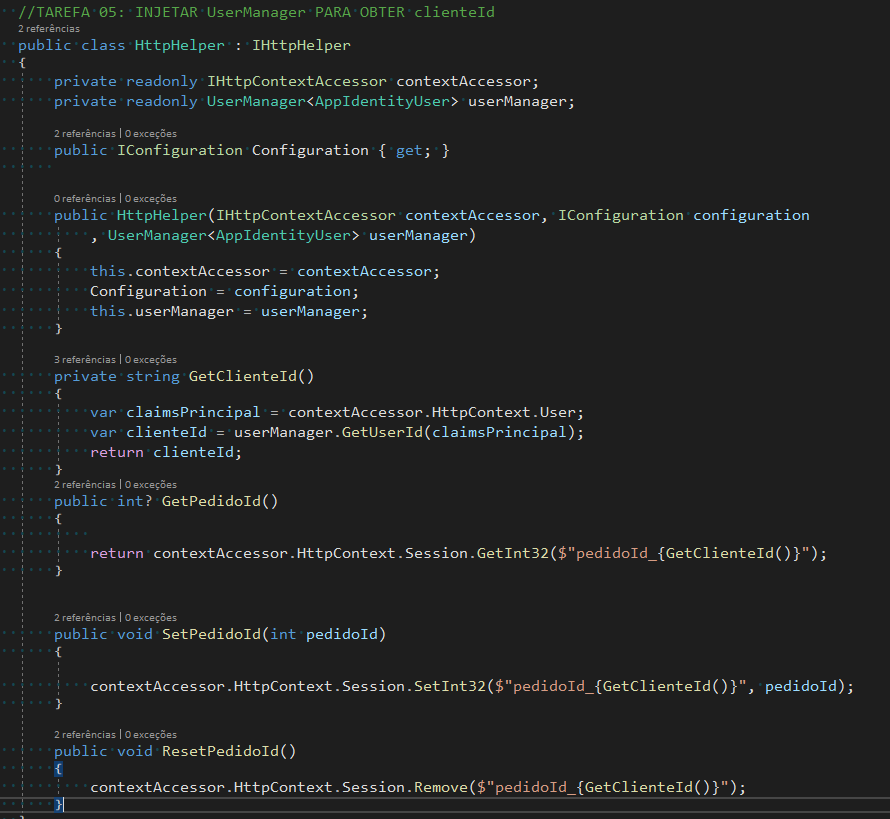 //TAREFA 05: INJETAR UserManager PARA OBTER clienteId
2 referências
public class HttpHelper : IHttpHelper
{
private readonly IHttpContextAccessor contextAccessor;
private readonly UserManager<AppIdentityUser> userManager;
2 referências | 0 exceções
public IConfiguration Configuration { get; }
0 referências | 0 exceções
public HttpHelper(IHttpContextAccessor contextAccessor, IConfiguration configuration
, UserManager<AppIdentityUser> userManager)
{
this.contextAccessor = contextAccessor;
Configuration = configuration;
this.userManager = userManager;
}
3 referências | 0 exceções
private string GetClienteId()
{
var claimsPrincipal = contextAccessor.HttpContext.User;
var clienteId = userManager.GetUserId(claimsPrincipal);
return clienteId;
}
2 referências | 0 exceções
public int? GetPedidoId()
{
return contextAccessor.HttpContext.Session.GetInt32($"pedidoId_{GetClienteId()}");
}
2 referências | 0 exceções
public void SetPedidoId(int pedidoId)
{
contextAccessor.HttpContext.Session.SetInt32($"pedidoId_{GetClienteId()}", pedidoId);
}
2 referências | 0 exceções
public void ResetPedidoId()
{
contextAccessor.HttpContext.Session.Remove($"pedidoId_{GetClienteId()}");
}